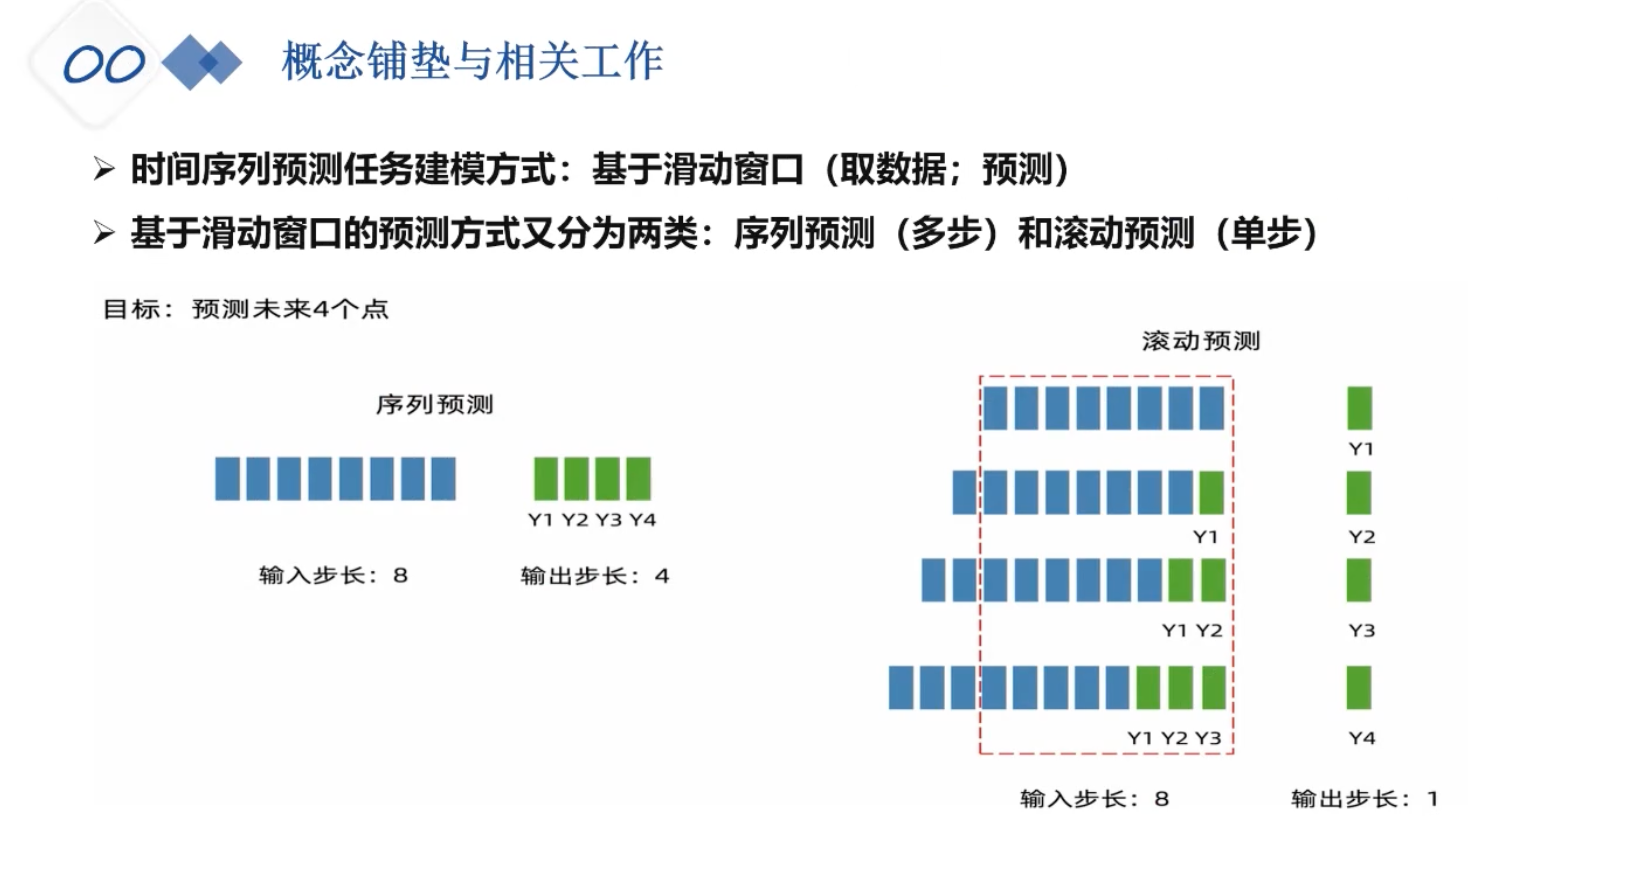 00 概念铺垫与相关工作
时间序列预测任务建模方式：基于滑动窗口（取数据；预测）
基于滑动窗口的预测方式又分为两类：序列预测（多步）和滚动预测（单步）
目标：预测未来4个点
序列预测
Y1 Y2 Y3 Y4
输入步长：8
输出步长：4
滚动预测
Y1
Y1
Y2
Y1 Y2
Y3
Y1 Y2 Y3
Y4
输入步长：8
输出步长：1